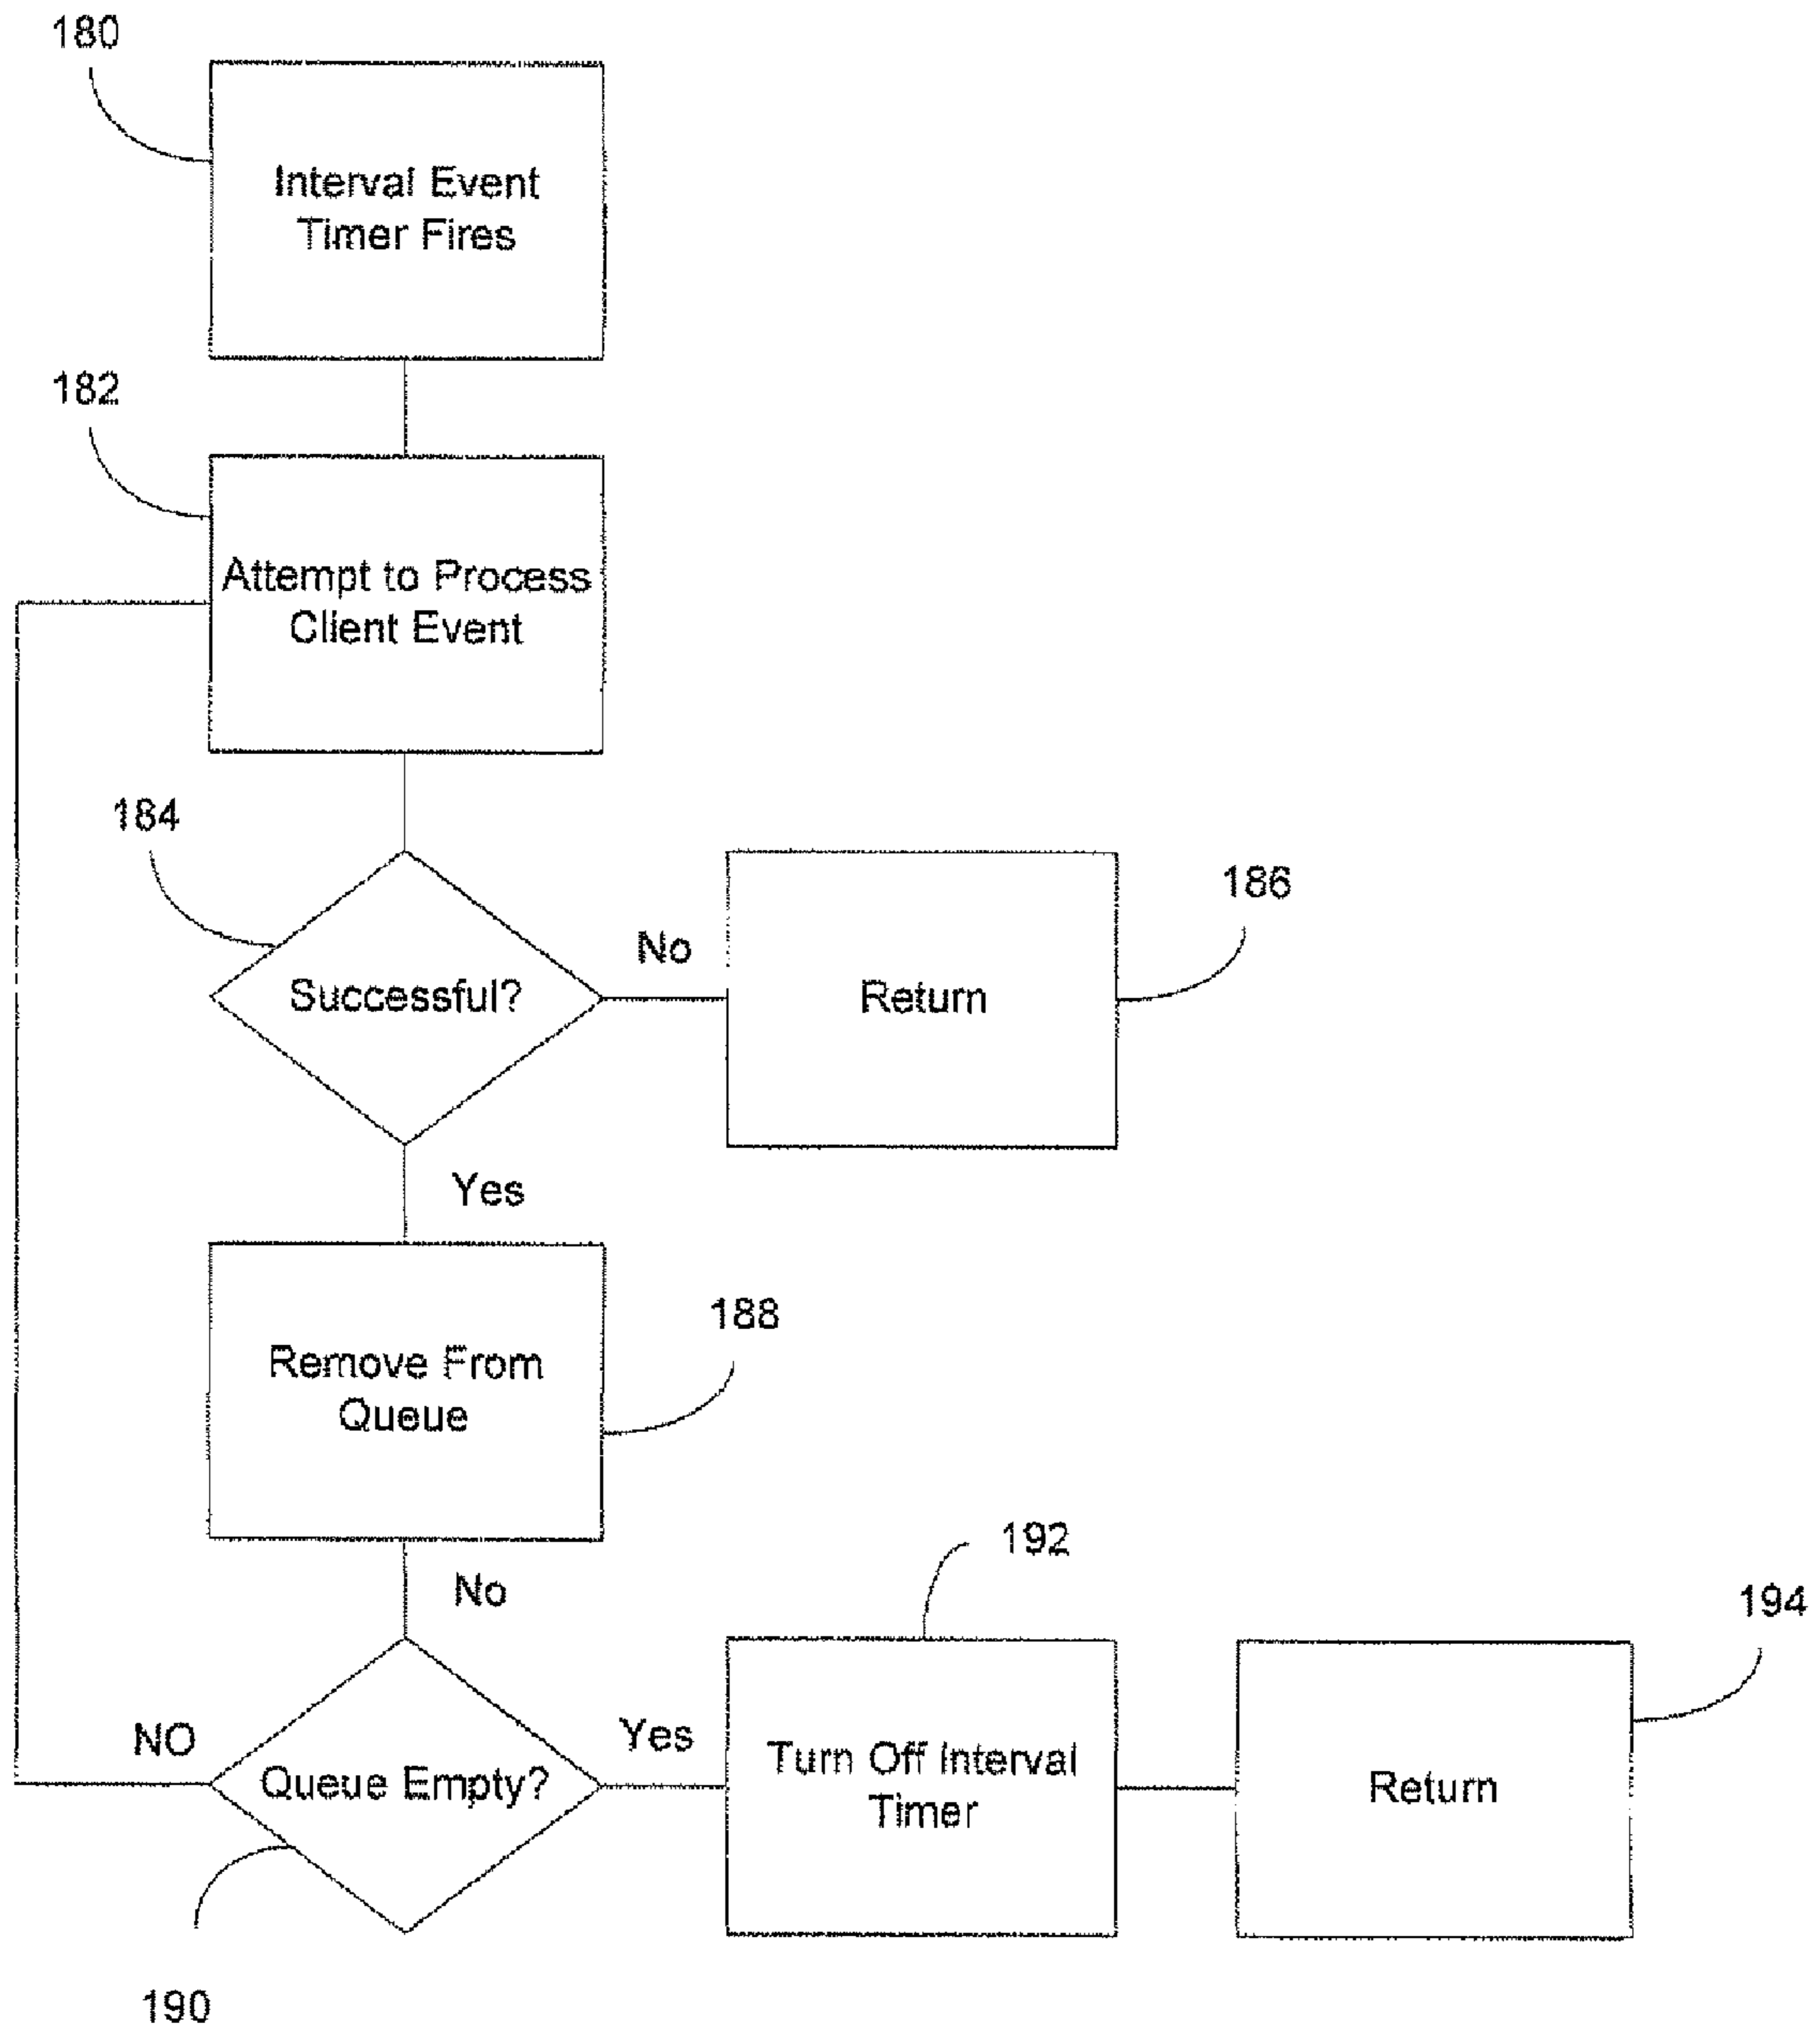 180
Interval Event
Timer Fires
182
Attempt to Process
Client Event
184
Successful?
No
Return
186
Yes
Remove From
Queue
188
No
192
194
NO
Queue Empty?
Yes
Turn Off Interval
Timer
Return
190